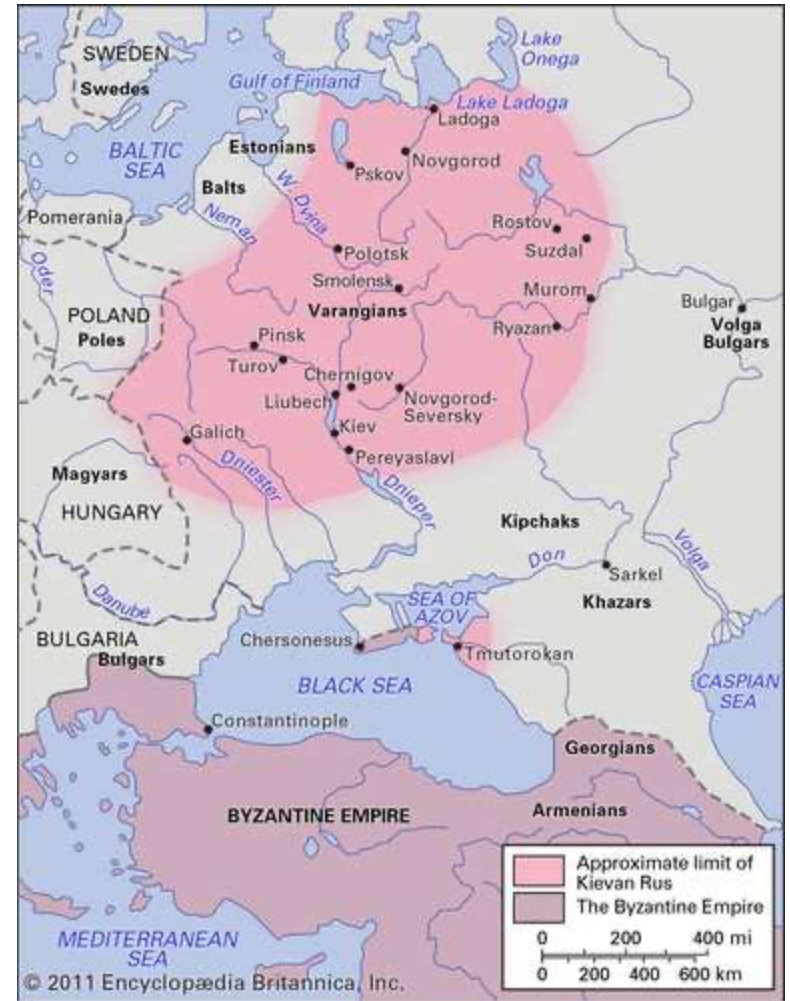 SWEDEN
Swedes
Lake
Onega
Gulf of Finland
Lake Ladoga
Ladoga
BALTIC
SEA
Estonians
Novgorod
Pskov
Balts
Pomerania
Neman
W. Dvina
Rostov
Suzdal
Polotsk
Oder
Smolensk
Murom
Bulgar
Volga
Bulgars
POLAND
Poles
Varangians
Ryazan
Pinsk
Turov
Chernigov
Liubech
Novgorod-
Seversky
Galich
Kiev
Pereyaslavl
Dniester
Dnieper
Magyars
HUNGARY
Kipchaks
Don
Volga
Sarkel
Danube
SEA OF
AZOV
Khazars
BULGARIA
Bulgars
Chersonesus
Tmutorokan
BLACK SEA
CASPIAN
SEA
Constantinople
Georgians
BYZANTINE EMPIRE
Armenians
Approximate limit of
Kievan Rus
The Byzantine Empire
0 200 400 mi
0 200 400 600 km
MEDITERRANEAN
SEA
© 2011 Encyclopædia Britannica, Inc.